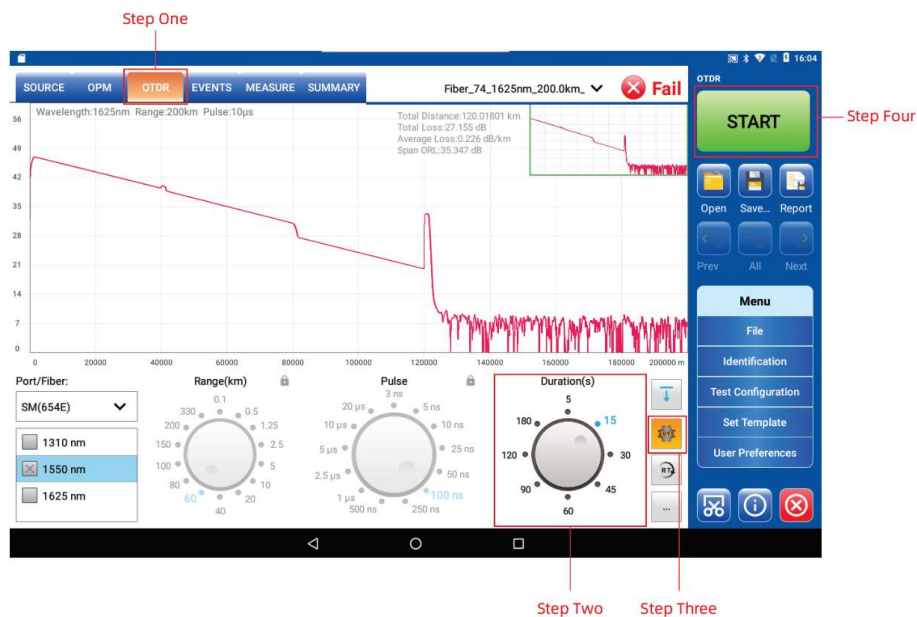 Step One
16:04
SOURCE OPM OTDR EVENTS MEASURE SUMMARY
Fiber_74_1625nm_200.0km_
Fail
OTDR
START
Step Four
Wavelength:1625nm Range:200km Pulse:10μs
Total Distance:120.01801 km
Total Loss:27.155 dB
Average Loss:0.226 dB/km
Span ORL:35.347 dB
56
49
42
35
28
21
14
7
0
0 20000 40000 60000 80000 100000 120000 140000 160000 180000 200000 m
Open Save... Report
Prev All Next
Menu
File
Identification
Test Configuration
Set Template
User Preferences
Port/Fiber:
SM(654E)
1310 nm
1550 nm
1625 nm
Range(km)
0.1
0.5
1.25
2.5
5
10
20
40
60
80
100
150
200
330
Pulse
3 ns
5 ns
10 ns
25 ns
50 ns
100 ns
250 ns
500 ns
1 μs
2.5 μs
5 μs
10 μs
20 μs
Duration(s)
5
15
30
45
60
90
120
180
RT
...
Step Two
Step Three